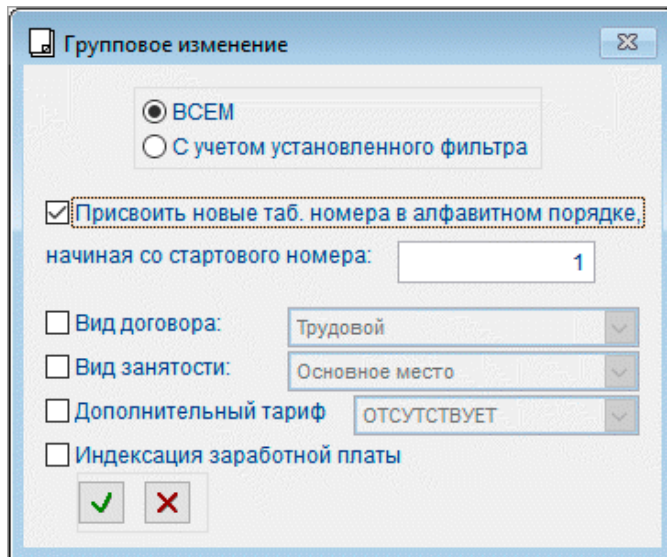 Групповое изменение
ВСЕМ
С учетом установленного фильтра
Присвоить новые таб. номера в алфавитном порядке,
начиная со стартового номера: 1
Вид договора: Трудовой
Вид занятости: Основное место
Дополнительный тариф ОТСУТСТВУЕТ
Индексация заработной платы